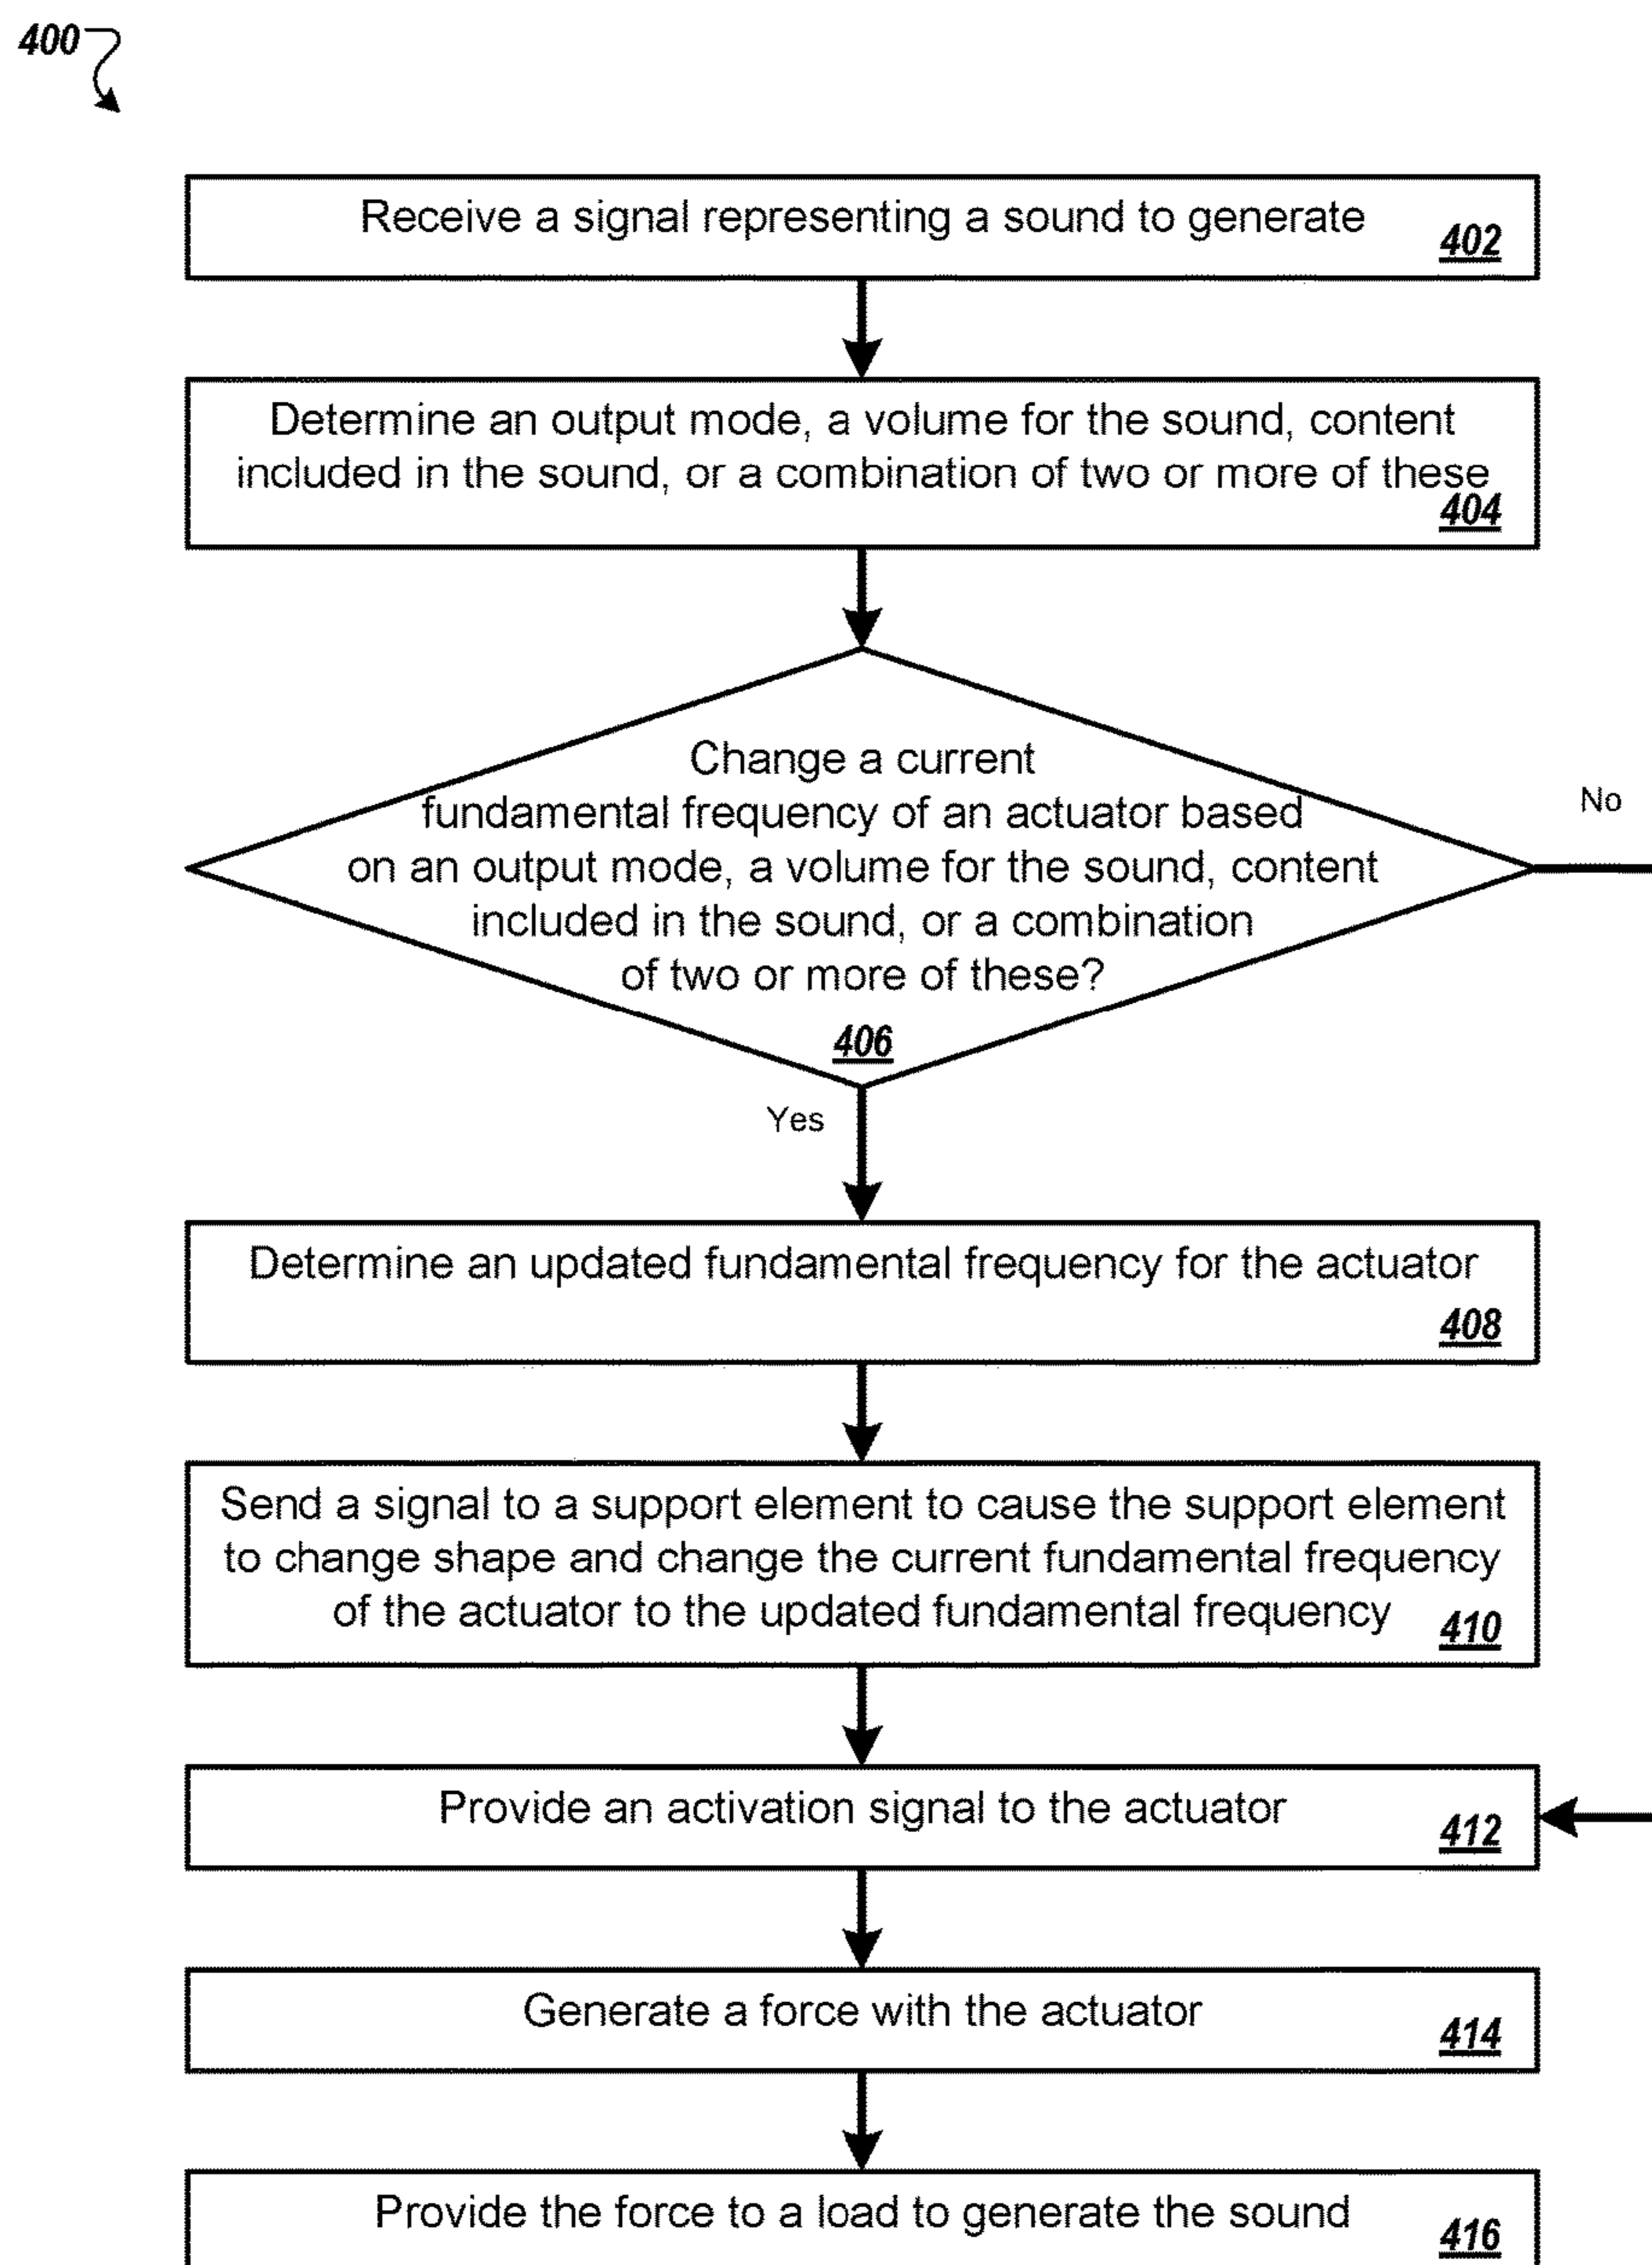 400
Receive a signal representing a sound to generate
402
Determine an output mode, a volume for the sound, content
included in the sound, or a combination of two or more of these
404
Change a current
fundamental frequency of an actuator based
on an output mode, a volume for the sound, content
included in the sound, or a combination
of two or more of these?
406
No
Yes
Determine an updated fundamental frequency for the actuator
408
Send a signal to a support element to cause the support element
to change shape and change the current fundamental frequency
of the actuator to the updated fundamental frequency
410
Provide an activation signal to the actuator
412
Generate a force with the actuator
414
Provide the force to a load to generate the sound
416